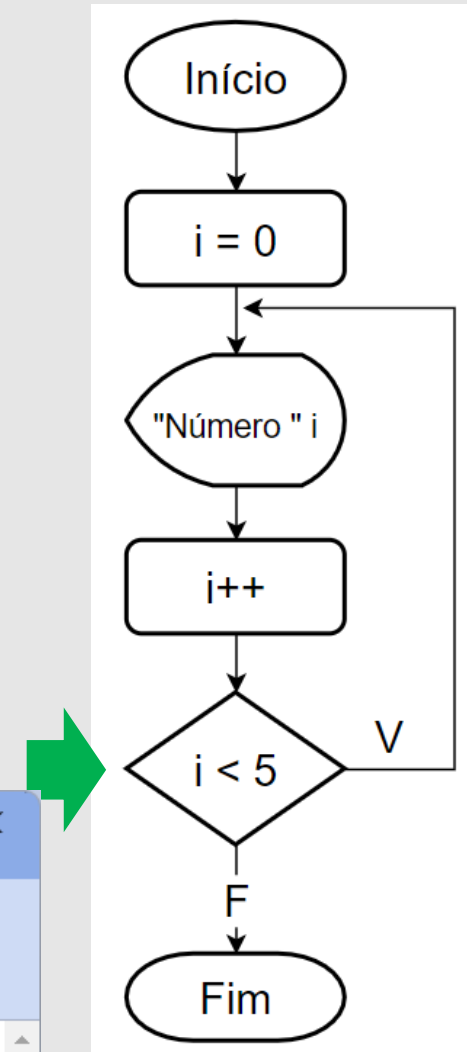 Início
i = 0
"Número " i
i++
i < 5
V
F
Fim